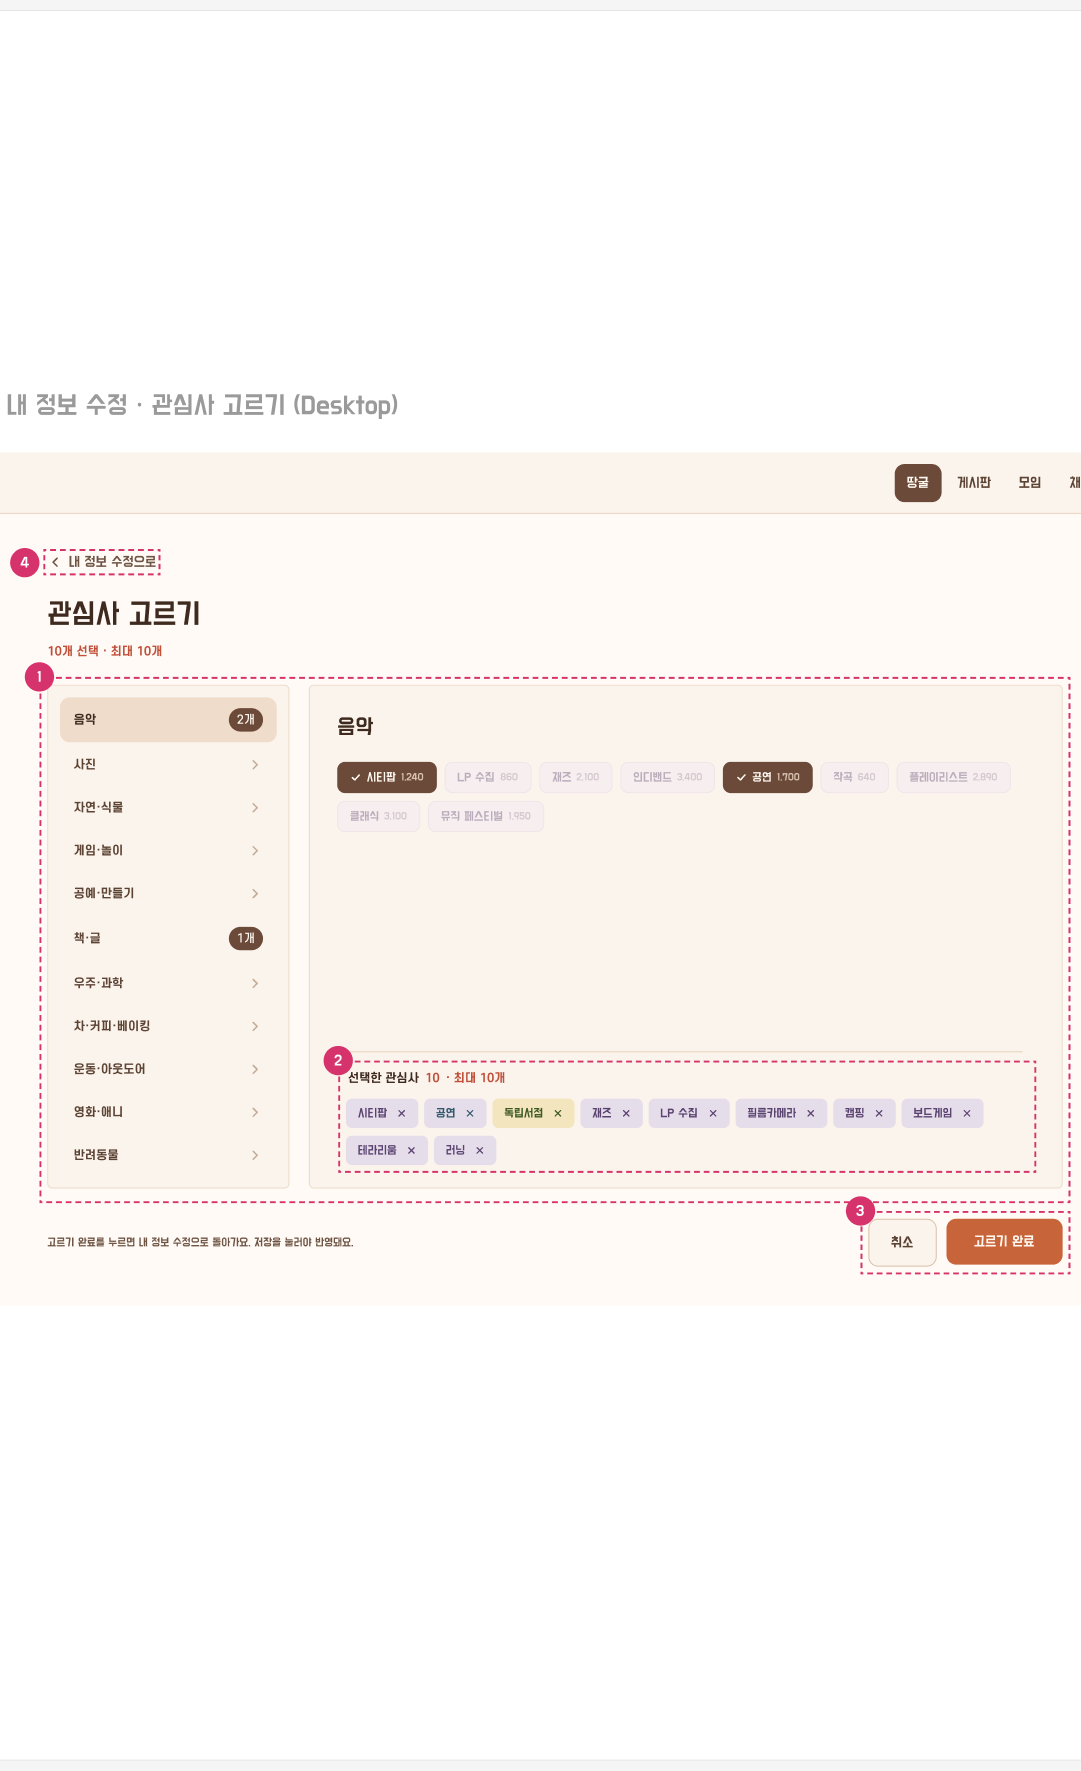 내 정보 수정 · 관심사 고르기 (Desktop)
땅굴 게시판 모임 채
4 내 정보 수정으로
관심사 고르기
10개 선택 · 최대 10개
1
음악 2개
사진
자연·식물
게임·놀이
공예·만들기
책·글 1개
우주·과학
차·커피·베이킹
운동·아웃도어
영화·애니
반려동물
음악
시티팝 1,240 LP 수집 860 재즈 2,100 인디밴드 3,400 공연 1,700 작곡 640 플레이리스트 2,890
클래식 3,100 뮤직 페스티벌 1,950
2
선택한 관심사 10 · 최대 10개
시티팝 × 공연 × 독립서점 × 재즈 × LP 수집 × 필름카메라 × 캠핑 × 보드게임 ×
테라리움 × 러닝 ×
3
고르기 완료를 누르면 내 정보 수정으로 돌아가요. 저장을 눌러야 반영돼요.
취소 고르기 완료